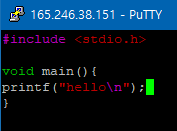 165.246.38.151 - PuTTY
#include <stdio.h>
void main(){
printf("hello\n");
}